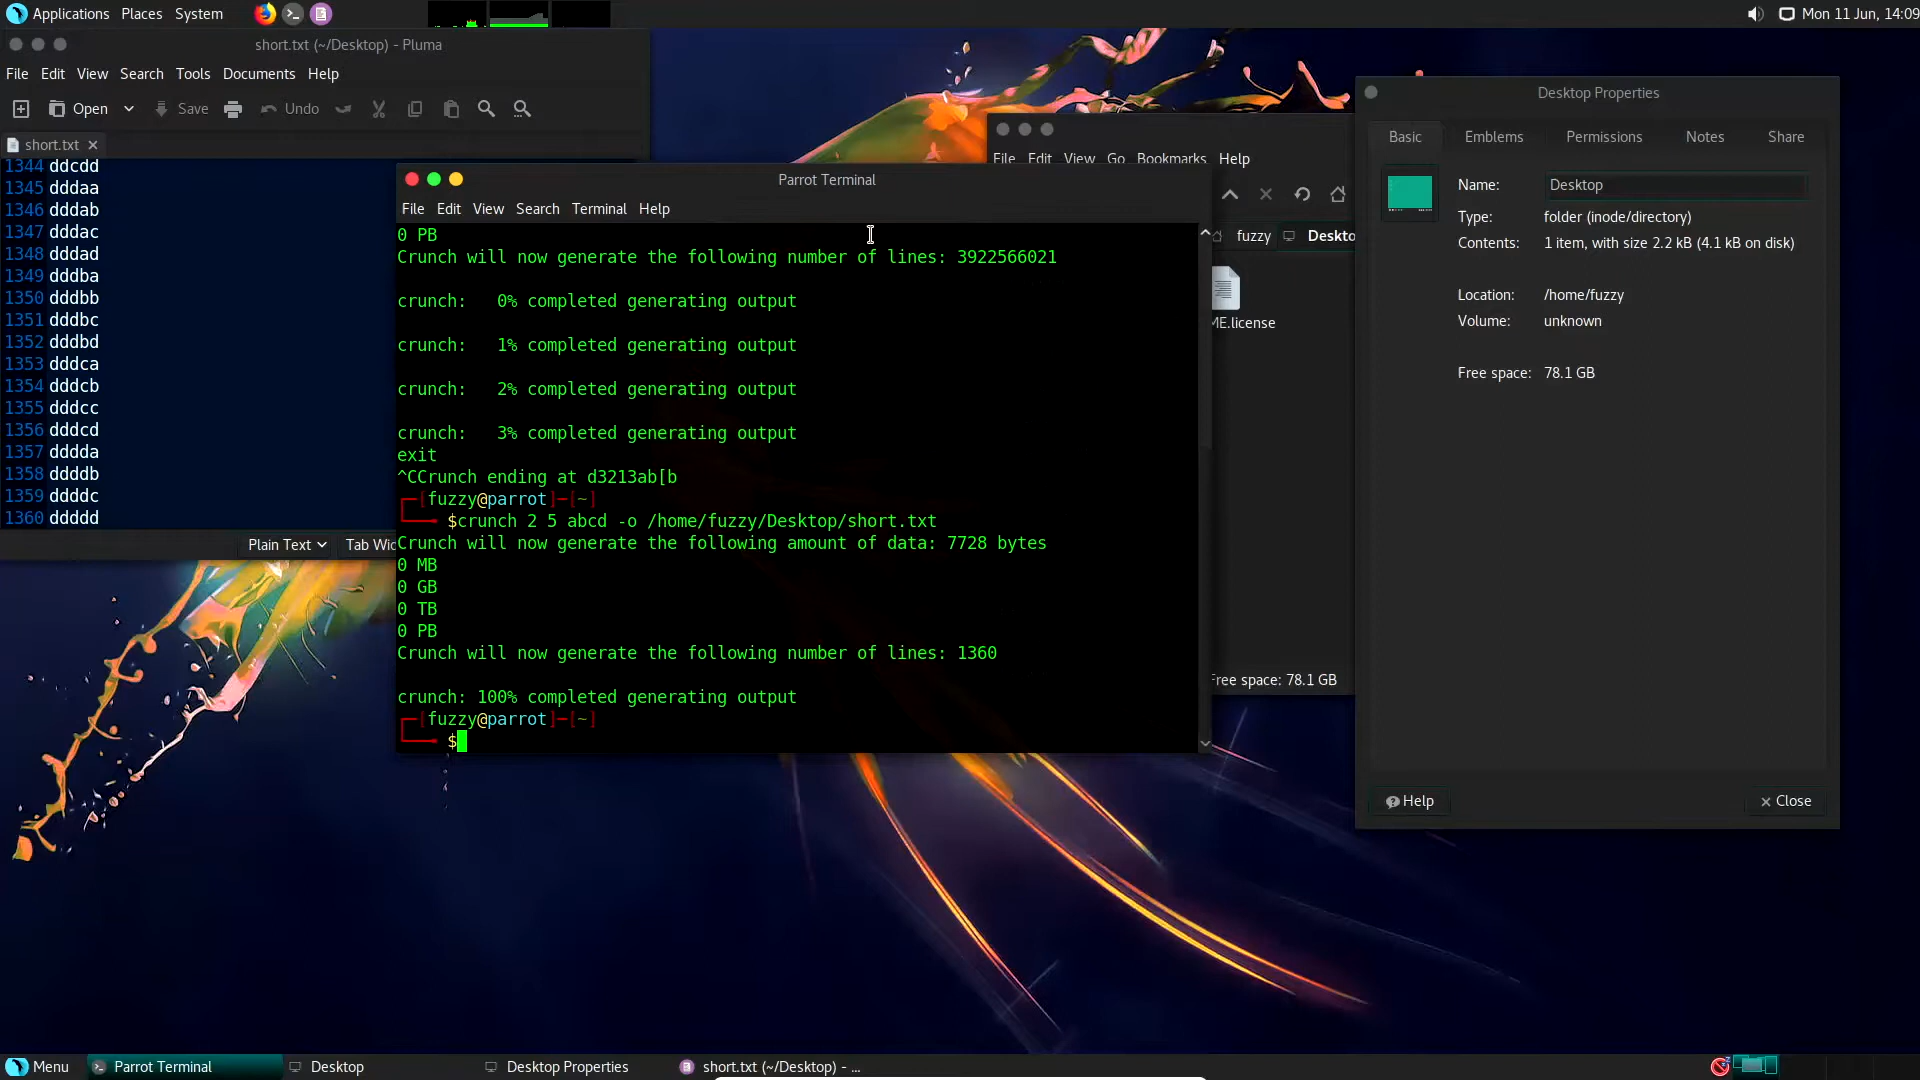 Applications Places System
Mon 11 Jun, 14:09
short.txt (~/Desktop) - Pluma
File Edit View Search Tools Documents Help
Open Save Undo
short.txt
1344 ddcdd
1345 dddaa
1346 dddab
1347 dddac
1348 dddad
1349 dddba
1350 dddbb
1351 dddbc
1352 dddbd
1353 dddca
1354 dddcb
1355 dddcc
1356 dddcd
1357 dddda
1358 ddddb
1359 ddddc
1360 ddddd
Plain Text Tab Wid
Parrot Terminal
File Edit View Search Terminal Help
0 PB
Crunch will now generate the following number of lines: 3922566021
crunch: 0% completed generating output
crunch: 1% completed generating output
crunch: 2% completed generating output
crunch: 3% completed generating output
exit
^CCrunch ending at d3213ab[b
[fuzzy@parrot]─[~]
$crunch 2 5 abcd -o /home/fuzzy/Desktop/short.txt
Crunch will now generate the following amount of data: 7728 bytes
0 MB
0 GB
0 TB
0 PB
Crunch will now generate the following number of lines: 1360
crunch: 100% completed generating output
[fuzzy@parrot]─[~]
$
File Edit View Go Bookmarks Help
fuzzy Deskto
ME.license
Free space: 78.1 GB
Desktop Properties
Basic Emblems Permissions Notes Share
Name: Desktop
Type: folder (inode/directory)
Contents: 1 item, with size 2.2 kB (4.1 kB on disk)
Location: /home/fuzzy
Volume: unknown
Free space: 78.1 GB
Help Close
Menu Parrot Terminal Desktop Desktop Properties short.txt (~/Desktop) - ...